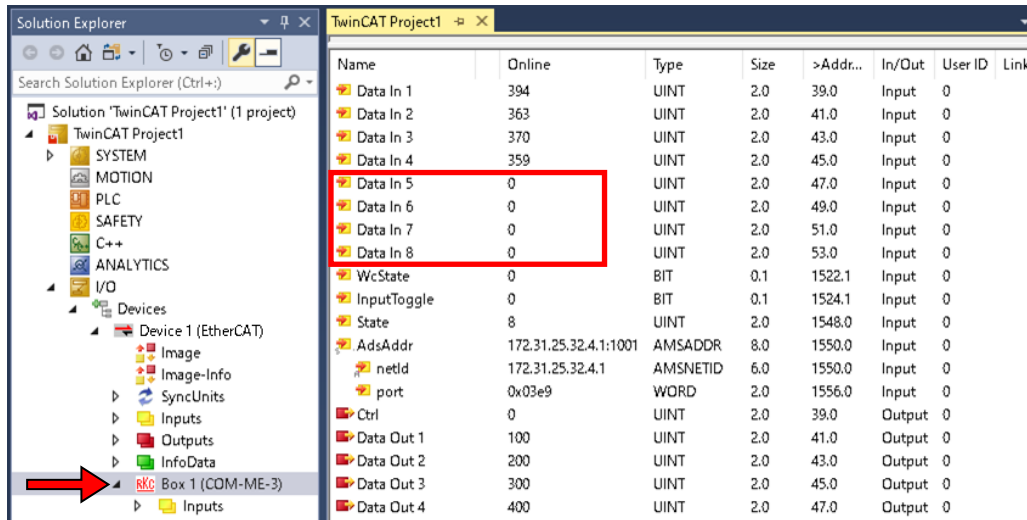 Solution Explorer
Search Solution Explorer (Ctrl+:)
Solution 'TwinCAT Project1' (1 project)
TwinCAT Project1
SYSTEM
MOTION
PLC
SAFETY
C++
ANALYTICS
I/O
Devices
Device 1 (EtherCAT)
Image
Image-Info
SyncUnits
Inputs
Outputs
InfoData
RKC Box 1 (COM-ME-3)
Inputs
TwinCAT Project1
Name Online Type Size >Addr... In/Out User ID Link
Data In 1 394 UINT 2.0 39.0 Input 0
Data In 2 363 UINT 2.0 41.0 Input 0
Data In 3 370 UINT 2.0 43.0 Input 0
Data In 4 359 UINT 2.0 45.0 Input 0
Data In 5 0 UINT 2.0 47.0 Input 0
Data In 6 0 UINT 2.0 49.0 Input 0
Data In 7 0 UINT 2.0 51.0 Input 0
Data In 8 0 UINT 2.0 53.0 Input 0
WcState 0 BIT 0.1 1522.1 Input 0
InputToggle 0 BIT 0.1 1524.1 Input 0
State 8 UINT 2.0 1548.0 Input 0
AdsAddr 172.31.25.32.4.1:1001 AMSADDR 8.0 1550.0 Input 0
netId 172.31.25.32.4.1 AMSNETID 6.0 1550.0 Input 0
port 0x03e9 WORD 2.0 1556.0 Input 0
Ctrl 0 UINT 2.0 39.0 Output 0
Data Out 1 100 UINT 2.0 41.0 Output 0
Data Out 2 200 UINT 2.0 43.0 Output 0
Data Out 3 300 UINT 2.0 45.0 Output 0
Data Out 4 400 UINT 2.0 47.0 Output 0